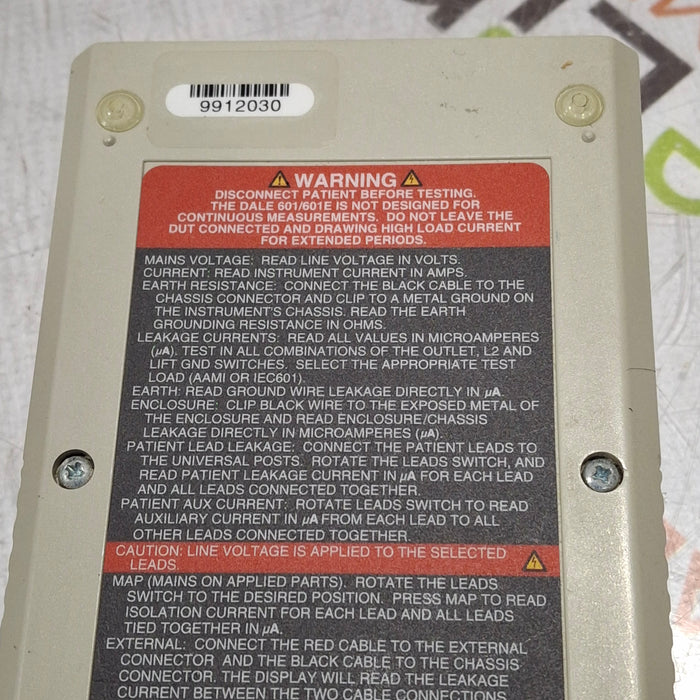 9912030
WARNING
DISCONNECT PATIENT BEFORE TESTING.
THE DALE 601/601E IS NOT DESIGNED FOR
CONTINUOUS MEASUREMENTS. DO NOT LEAVE THE
DUT CONNECTED AND DRAWING HIGH LOAD CURRENT
FOR EXTENDED PERIODS.
MAINS VOLTAGE: READ LINE VOLTAGE IN VOLTS.
CURRENT: READ INSTRUMENT CURRENT IN AMPS.
EARTH RESISTANCE: CONNECT THE BLACK CABLE TO THE
CHASSIS CONNECTOR AND CLIP TO A METAL GROUND ON
THE INSTRUMENT'S CHASSIS. READ THE EARTH
GROUNDING RESISTANCE IN OHMS.
LEAKAGE CURRENTS: READ ALL VALUES IN MICROAMPERES
(µA). TEST IN ALL COMBINATIONS OF THE OUTLET, L2 AND
LIFT GND SWITCHES. SELECT THE APPROPRIATE TEST
LOAD (AAMI OR IEC601).
EARTH: READ GROUND WIRE LEAKAGE DIRECTLY IN µA.
ENCLOSURE: CLIP BLACK WIRE TO THE EXPOSED METAL OF
THE ENCLOSURE AND READ ENCLOSURE/CHASSIS
LEAKAGE DIRECTLY IN MICROAMPERES (µA).
PATIENT LEAD LEAKAGE: CONNECT THE PATIENT LEADS TO
THE UNIVERSAL POSTS. ROTATE THE LEADS SWITCH, AND
READ PATIENT LEAKAGE CURRENT IN µA FOR EACH LEAD
AND ALL LEADS CONNECTED TOGETHER.
PATIENT AUX CURRENT: ROTATE LEADS SWITCH TO READ
AUXILIARY CURRENT IN µA FROM EACH LEAD TO ALL
OTHER LEADS CONNECTED TOGETHER.
CAUTION: LINE VOLTAGE IS APPLIED TO THE SELECTED
LEADS.
MAP (MAINS ON APPLIED PARTS). ROTATE THE LEADS
SWITCH TO THE DESIRED POSITION. PRESS MAP TO READ
ISOLATION CURRENT FOR EACH LEAD AND ALL LEADS
TIED TOGETHER IN µA.
EXTERNAL: CONNECT THE RED CABLE TO THE EXTERNAL
CONNECTOR AND THE BLACK CABLE TO THE CHASSIS
CONNECTOR. THE DISPLAY WILL READ THE LEAKAGE
CURRENT BETWEEN THE TWO CABLE CONNECTIONS